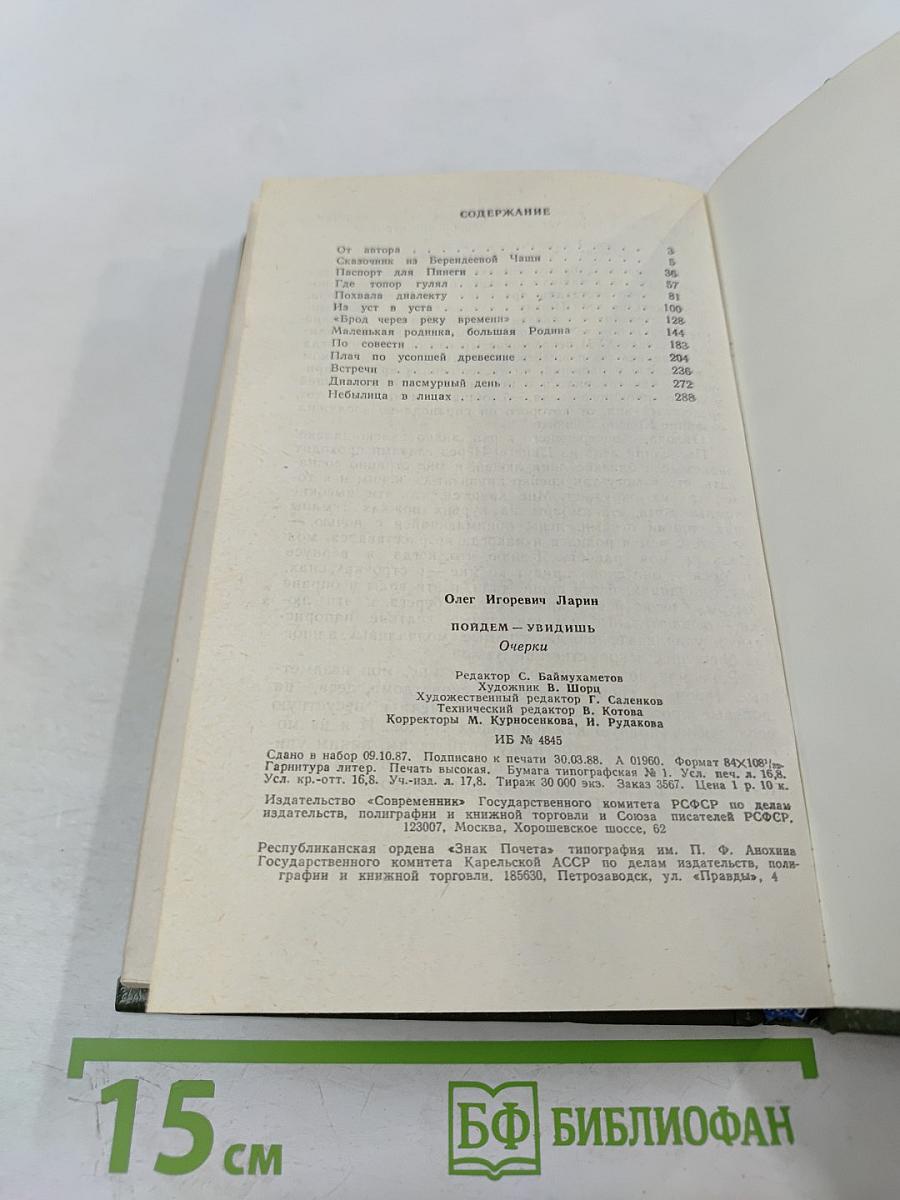 СОДЕРЖАНИЕ
От автора . . . . . . . . . . . . . . . . 3
Сказочник из Берендеевой Чащи . . . . . . . 5
Паспорт для Пинеги . . . . . . . . . . . . . 36
Где топор гулял . . . . . . . . . . . . . . 57
Похвала диалекту . . . . . . . . . . . . . . 81
Из уст в уста . . . . . . . . . . . . . . . 100
«Брод через реку времени» . . . . . . . . . . 128
Маленькая родинка, большая Родина . . . . . 144
По совести . . . . . . . . . . . . . . . . 183
Плач по усопшей древесине . . . . . . . . . 204
Встречи . . . . . . . . . . . . . . . . . . 236
Диалоги в пасмурный день . . . . . . . . . . 272
Небылица в лицах . . . . . . . . . . . . . . 288
Олег Игоревич Ларин
ПОЙДЕМ — УВИДИШЬ
Очерки
Редактор С. Баймухаметов
Художник В. Шорц
Художественный редактор Г. Саленков
Технический редактор В. Котова
Корректоры М. Курносенкова, И. Рудакова
ИБ № 4845
Сдано в набор 09.10.87. Подписано к печати 30.03.88. А 01960. Формат 84×108¹/₃₂.
Гарнитура литер. Печать высокая. Бумага типографская № 1. Усл. печ. л. 16,8.
Усл. кр.-отт. 16,8. Уч.-изд. л. 17,8. Тираж 30 000 экз. Заказ 3567. Цена 1 р. 10 к.
Издательство «Современник» Государственного комитета РСФСР по делам
издательств, полиграфии и книжной торговли и Союза писателей РСФСР.
123007, Москва, Хорошевское шоссе, 62
Республиканская ордена «Знак Почета» типография им. П. Ф. Анохина
Государственного комитета Карельской АССР по делам издательств, поли-
графии и книжной торговли. 185630, Петрозаводск, ул. «Правды», 4
15 см
БФ БИБЛИОФАН